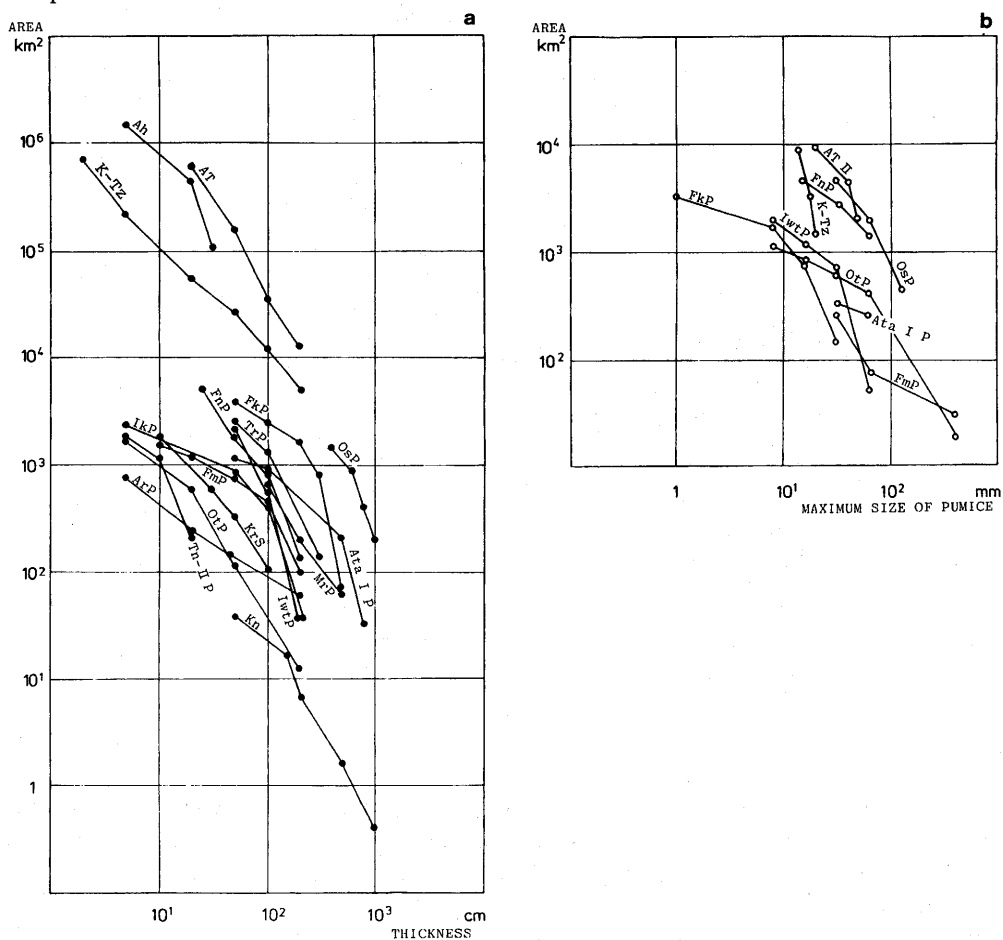 a
AREA
km²
10⁶
10⁵
10⁴
10³
10²
10¹
1
Ah
AT
K-Tz
FnP
FkP
TrP
OsP
IkP
FmP
ArP
OtP
KrS
Tn-II P
IwtP
MrP
Ata I P
Kn
10¹
10²
10³
cm
THICKNESS
b
AREA
km²
10⁴
10³
10²
AT II
FnP
FkP
K-Tz
IwtP
OtP
OsP
Ata I P
FmP
1
10¹
10²
mm
MAXIMUM SIZE OF PUMICE